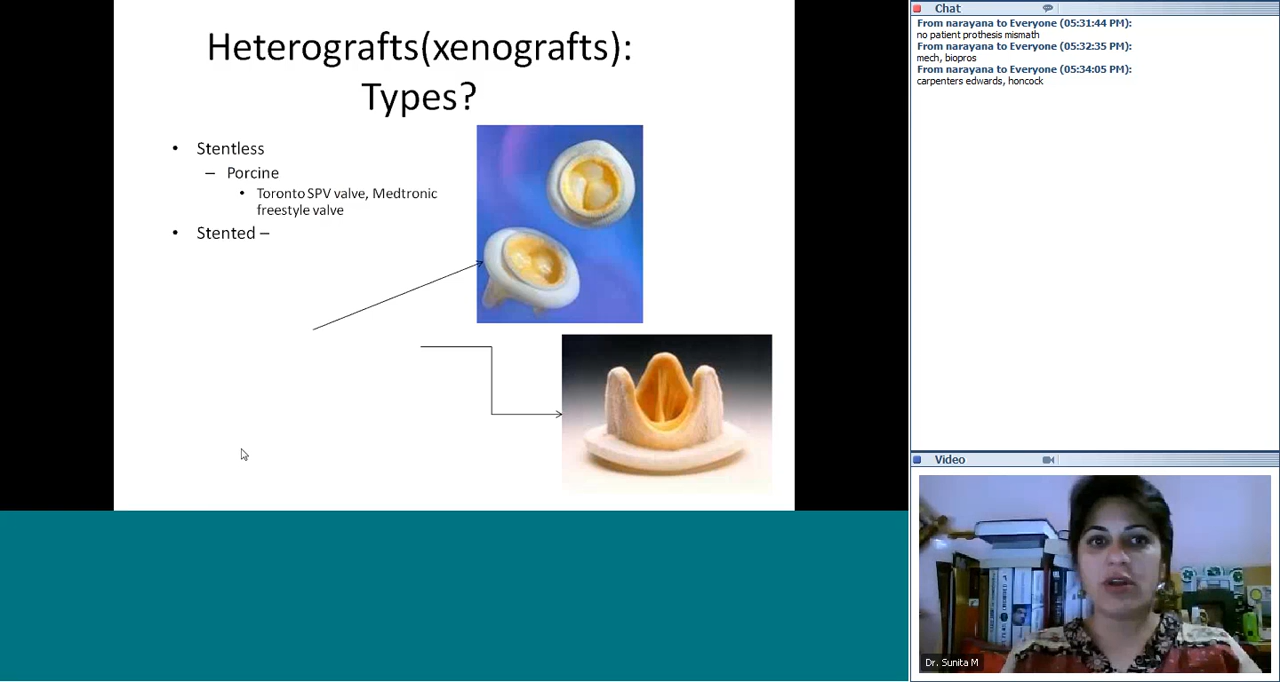 Heterografts(xenografts):
Types?
• Stentless
– Porcine
• Toronto SPV valve, Medtronic
freestyle valve
• Stented –
Chat
From narayana to Everyone (05:31:44 PM):
no patient prothesis mismath
From narayana to Everyone (05:32:35 PM):
mech, biopros
From narayana to Everyone (05:34:05 PM):
carpenters edwards, honcock
Video
Dr. Sunita M